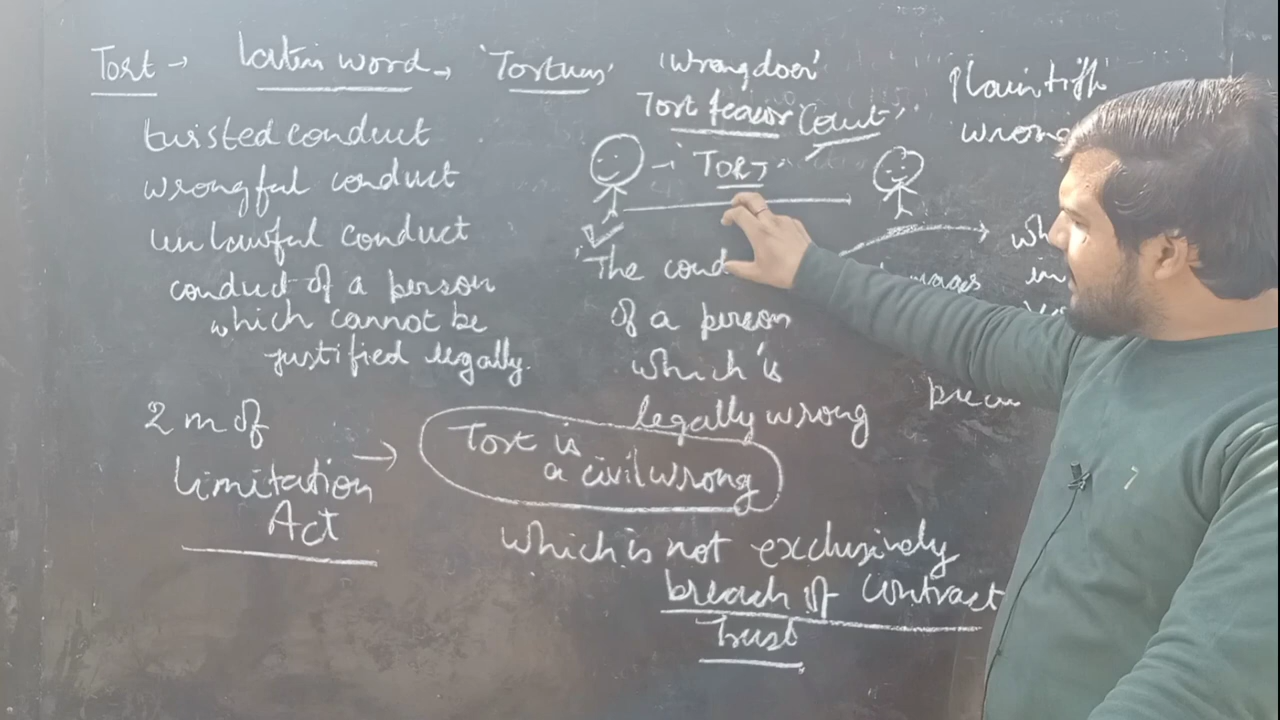 Tort → Latin word → 'Tortum'
twisted conduct
wrongful conduct
unlawful conduct
conduct of a person
which cannot be
justified legally.
2 m of
Limitation
Act →
'wrongdoer'
Tort feasor
Court
'TORT'
'The cond
of a person
which is
legally wrong
Tort is
a civil wrong
which is not exclusively
breach of contract
Trust
Plaintiff
wrong